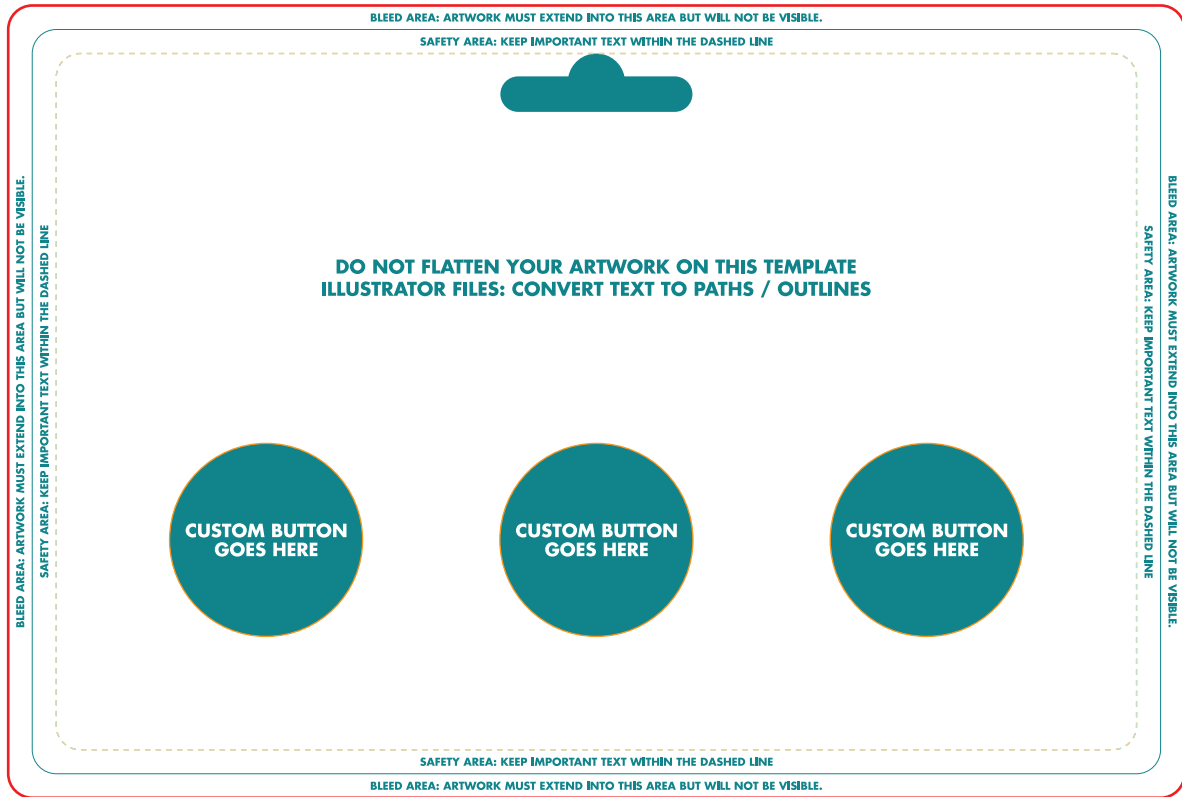 BLEED AREA: ARTWORK MUST EXTEND INTO THIS AREA BUT WILL NOT BE VISIBLE.
SAFETY AREA: KEEP IMPORTANT TEXT WITHIN THE DASHED LINE
BLEED AREA: ARTWORK MUST EXTEND INTO THIS AREA BUT WILL NOT BE VISIBLE.
SAFETY AREA: KEEP IMPORTANT TEXT WITHIN THE DASHED LINE
DO NOT FLATTEN YOUR ARTWORK ON THIS TEMPLATE
ILLUSTRATOR FILES: CONVERT TEXT TO PATHS / OUTLINES
CUSTOM BUTTON
GOES HERE
CUSTOM BUTTON
GOES HERE
CUSTOM BUTTON
GOES HERE
SAFETY AREA: KEEP IMPORTANT TEXT WITHIN THE DASHED LINE
BLEED AREA: ARTWORK MUST EXTEND INTO THIS AREA BUT WILL NOT BE VISIBLE.
SAFETY AREA: KEEP IMPORTANT TEXT WITHIN THE DASHED LINE
BLEED AREA: ARTWORK MUST EXTEND INTO THIS AREA BUT WILL NOT BE VISIBLE.